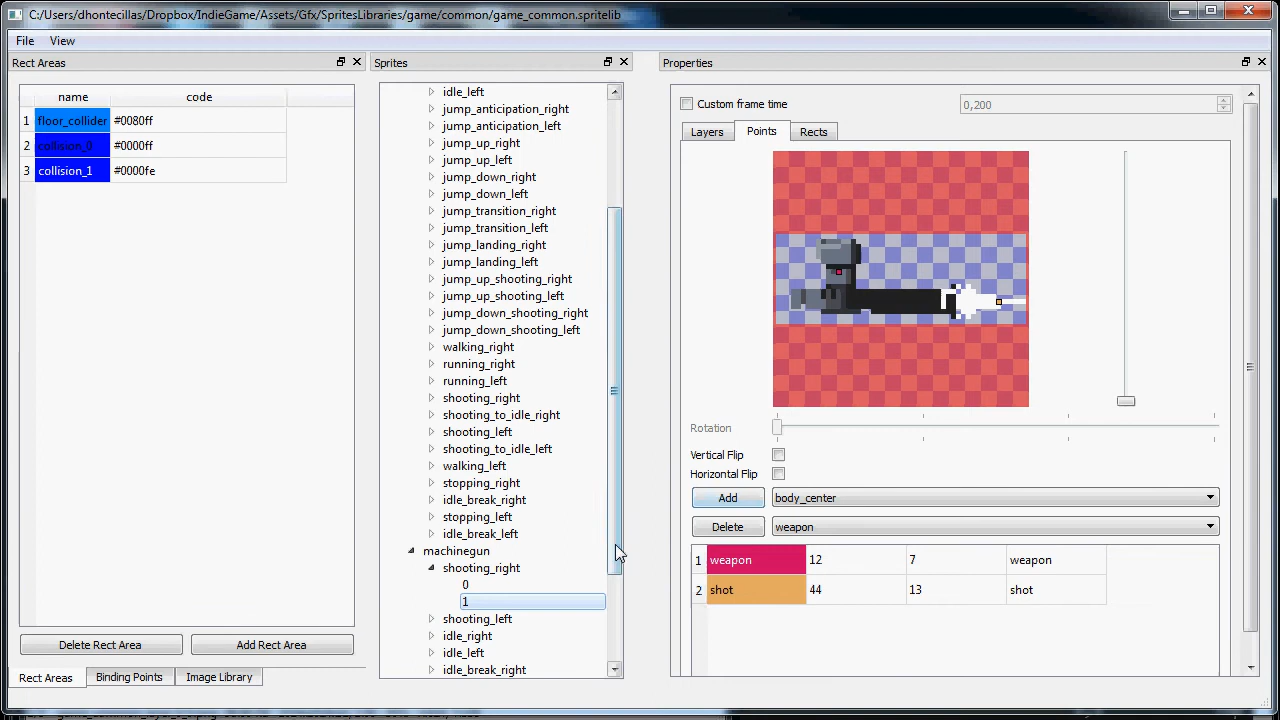 C:/Users/dhontecillas/Dropbox/IndieGame/Assets/Gfx/SpritesLibraries/game/common/game_common.spritelib
File View
Rect Areas
name code
1 floor_collider #0080ff
2 collision_0 #0000ff
3 collision_1 #0000fe
Delete Rect Area Add Rect Area
Rect Areas Binding Points Image Library
Sprites
idle_left
jump_anticipation_right
jump_anticipation_left
jump_up_right
jump_up_left
jump_down_right
jump_down_left
jump_transition_right
jump_transition_left
jump_landing_right
jump_landing_left
jump_up_shooting_right
jump_up_shooting_left
jump_down_shooting_right
jump_down_shooting_left
walking_right
running_right
running_left
shooting_right
shooting_to_idle_right
shooting_left
shooting_to_idle_left
walking_left
stopping_right
idle_break_right
stopping_left
idle_break_left
machinegun
shooting_right
0
1
shooting_left
idle_right
idle_left
idle_break_right
Properties
Custom frame time 0,200
Layers Points Rects
Rotation
Vertical Flip
Horizontal Flip
Add body_center
Delete weapon
1 weapon 12 7 weapon
2 shot 44 13 shot